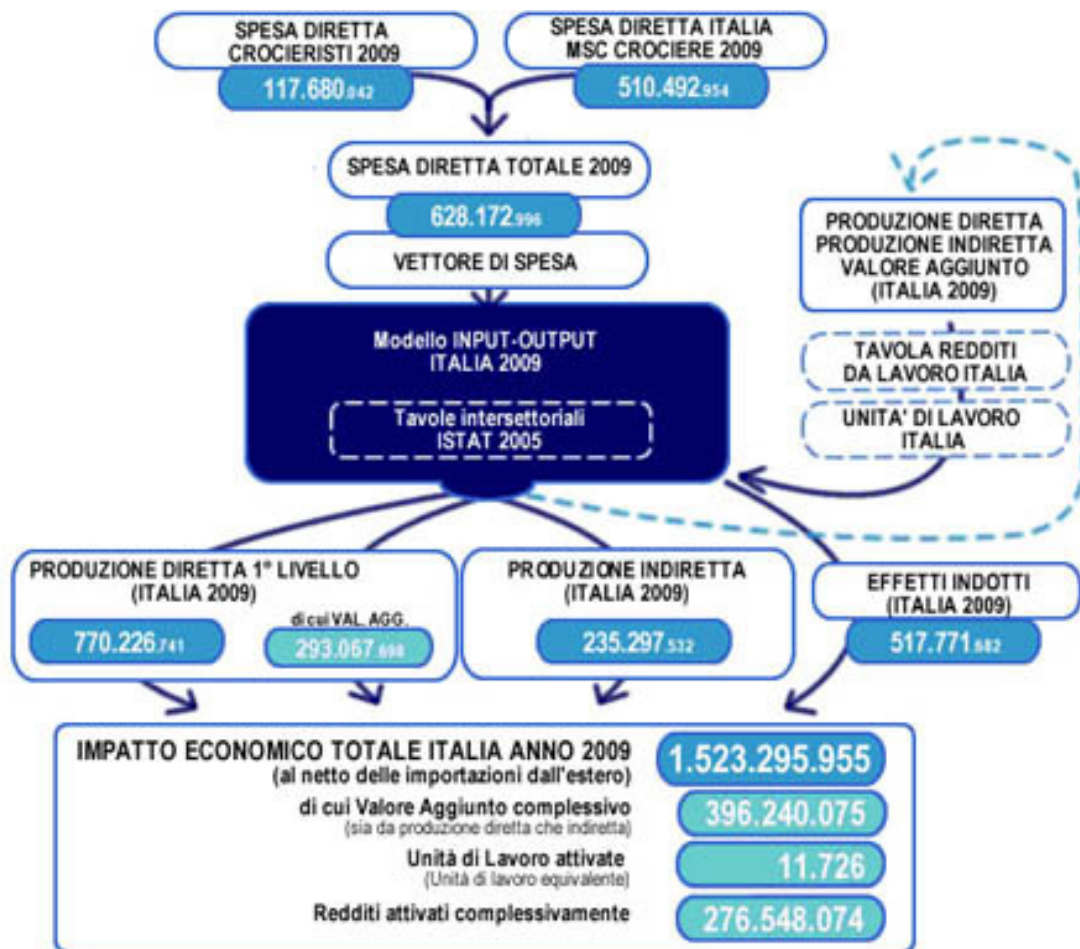 SPESA DIRETTA
CROCIERISTI 2009
117.680.042
SPESA DIRETTA ITALIA
MSC CROCIERE 2009
510.492.954
SPESA DIRETTA TOTALE 2009
628.172.996
VETTORE DI SPESA
PRODUZIONE DIRETTA
PRODUZIONE INDIRETTA
VALORE AGGIUNTO
(ITALIA 2009)
TAVOLA REDDITI
DA LAVORO ITALIA
UNITA' DI LAVORO
ITALIA
Modello INPUT-OUTPUT
ITALIA 2009
Tavole intersettoriali
ISTAT 2005
PRODUZIONE DIRETTA 1° LIVELLO
(ITALIA 2009)
770.226.741
di cui VAL. AGG.
293.067.698
PRODUZIONE INDIRETTA
(ITALIA 2009)
235.297.532
EFFETTI INDOTTI
(ITALIA 2009)
517.771.682
IMPATTO ECONOMICO TOTALE ITALIA ANNO 2009
(al netto delle importazioni dall'estero)
1.523.295.955
di cui Valore Aggiunto complessivo
(sia da produzione diretta che indiretta)
396.240.075
Unità di Lavoro attivate
(Unità di lavoro equivalente)
11.726
Redditi attivati complessivamente
276.548.074